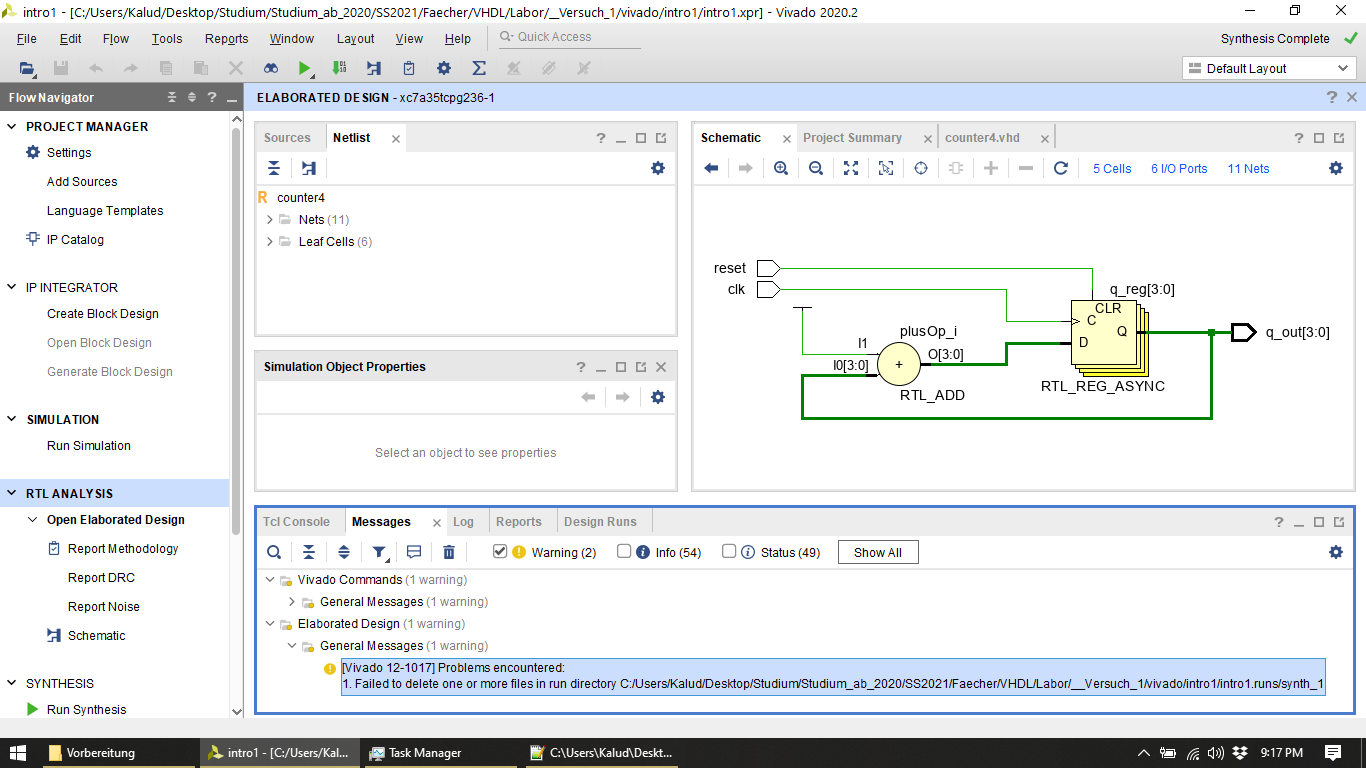 intro1 - [C:/Users/Kalud/Desktop/Studium/Studium_ab_2020/SS2021/Faecher/VHDL/Labor/__Versuch_1/vivado/intro1/intro1.xpr] - Vivado 2020.2
File Edit Flow Tools Reports Window Layout View Help Quick Access Synthesis Complete
Default Layout
Flow Navigator
PROJECT MANAGER
Settings
Add Sources
Language Templates
IP Catalog
IP INTEGRATOR
Create Block Design
Open Block Design
Generate Block Design
SIMULATION
Run Simulation
RTL ANALYSIS
Open Elaborated Design
Report Methodology
Report DRC
Report Noise
Schematic
SYNTHESIS
Run Synthesis
ELABORATED DESIGN - xc7a35tcpg236-1
Sources Netlist
counter4
Nets (11)
Leaf Cells (6)
Simulation Object Properties
Select an object to see properties
Schematic Project Summary counter4.vhd
5 Cells 6 I/O Ports 11 Nets
reset
clk
q_reg[3:0]
CLR
C
Q
D
q_out[3:0]
plusOp_i
I1
O[3:0]
I0[3:0]
+
RTL_REG_ASYNC
RTL_ADD
Tcl Console Messages Log Reports Design Runs
Warning (2) Info (54) Status (49) Show All
Vivado Commands (1 warning)
General Messages (1 warning)
Elaborated Design (1 warning)
General Messages (1 warning)
[Vivado 12-1017] Problems encountered:
1. Failed to delete one or more files in run directory C:/Users/Kalud/Desktop/Studium/Studium_ab_2020/SS2021/Faecher/VHDL/Labor/__Versuch_1/vivado/intro1/intro1.runs/synth_1
Vorbereitung intro1 - [C:/Users/Kal... Task Manager C:\Users\Kalud\Deskt... 9:17 PM